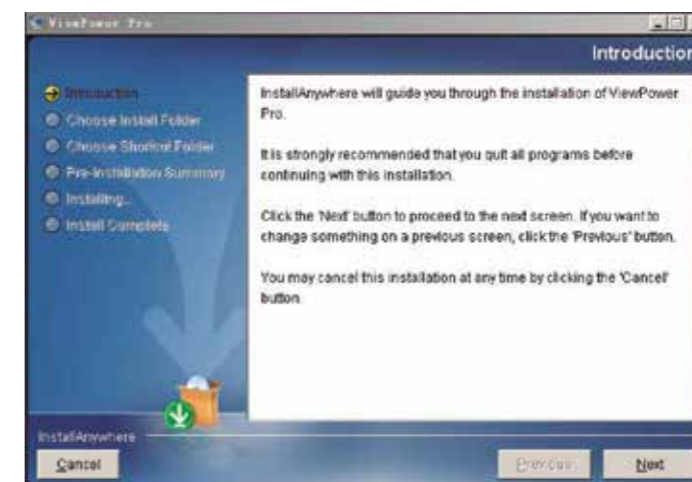 ViewPower Pro
Introduction
Introduction
Choose Install Folder
Choose Shortcut Folder
Pre-Installation Summary
Installing...
Install Complete
InstallAnywhere will guide you through the installation of ViewPower
Pro.
It is strongly recommended that you quit all programs before
continuing with this installation.
Click the 'Next' button to proceed to the next screen. If you want to
change something on a previous screen, click the 'Previous' button.
You may cancel this installation at any time by clicking the 'Cancel'
button.
InstallAnywhere
Cancel
Previous
Next